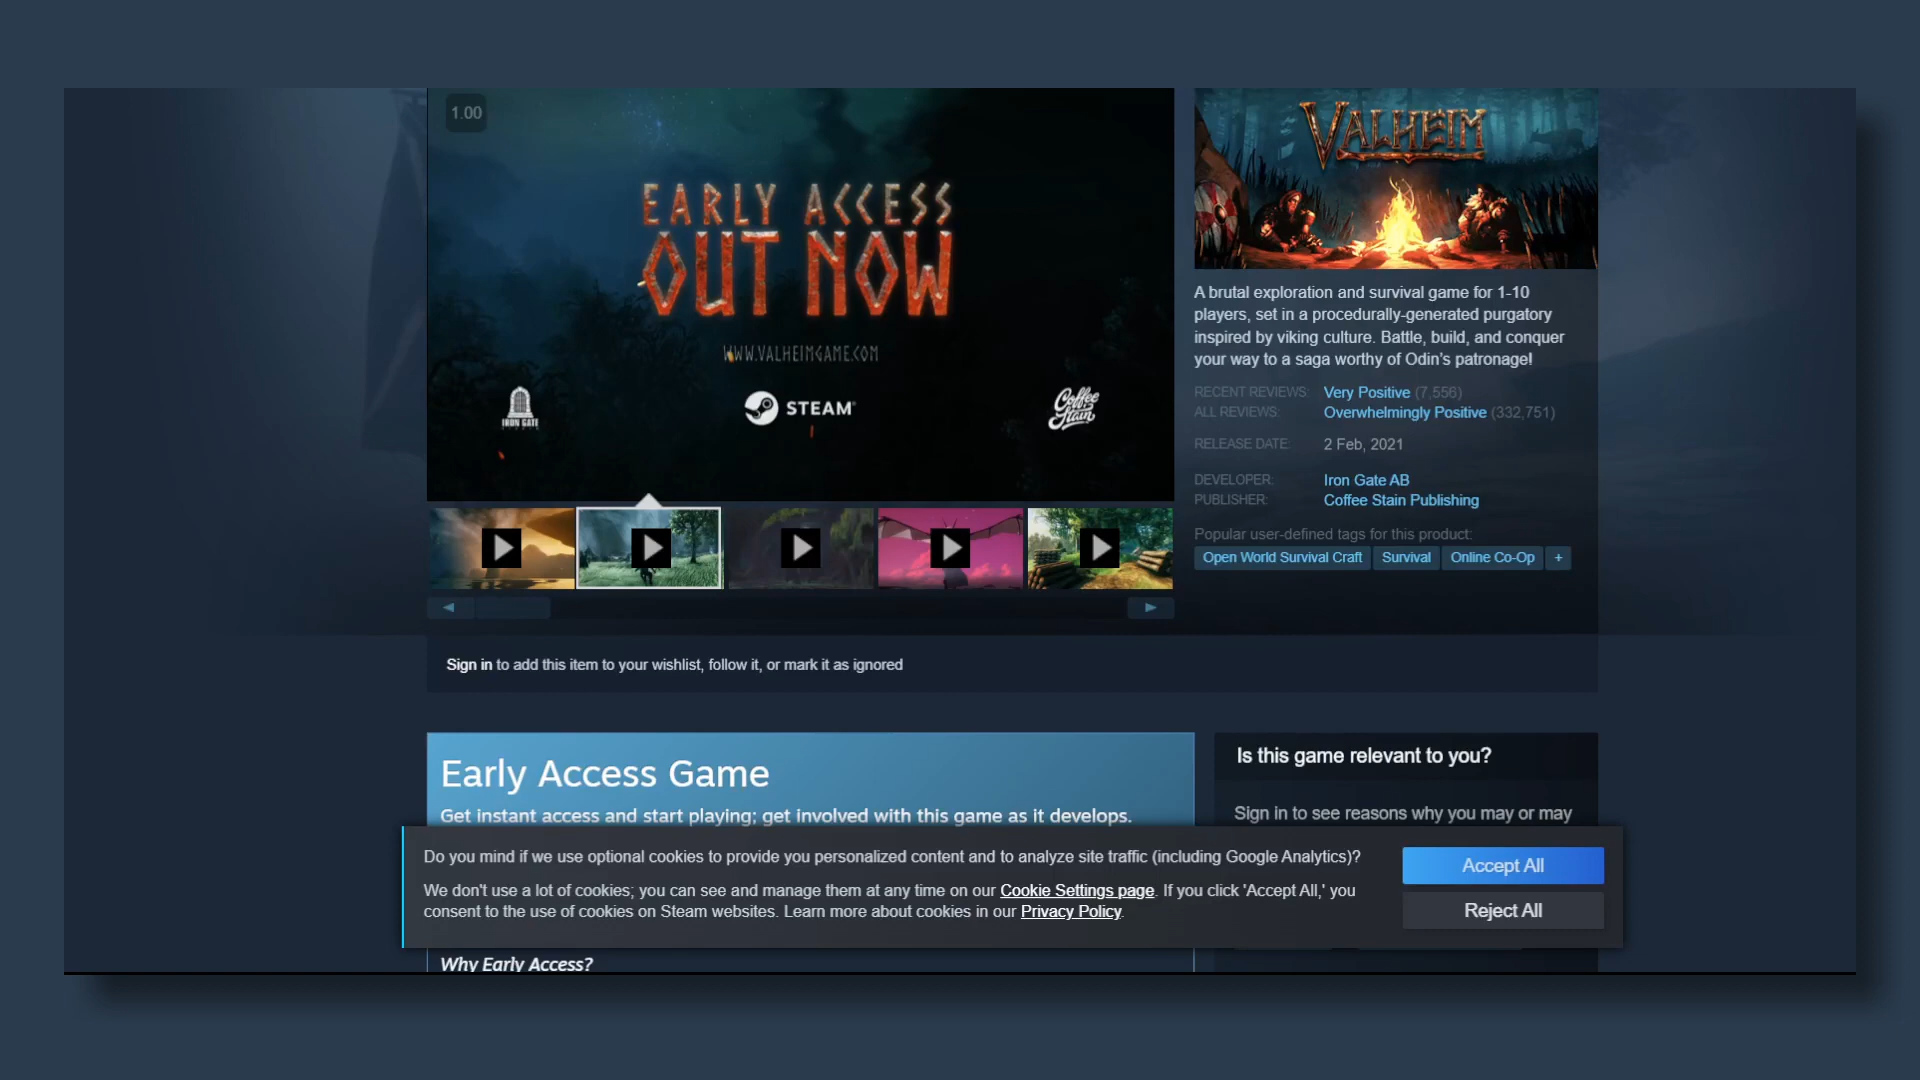 1.00
EARLY ACCESS
OUT NOW
WWW.VALHEIMGAME.COM
IRON GATE
STEAM®
Coffee
Stain
VALHEIM
A brutal exploration and survival game for 1-10
players, set in a procedurally-generated purgatory
inspired by viking culture. Battle, build, and conquer
your way to a saga worthy of Odin's patronage!
RECENT REVIEWS: Very Positive (7,556)
ALL REVIEWS: Overwhelmingly Positive (332,751)
RELEASE DATE: 2 Feb, 2021
DEVELOPER: Iron Gate AB
PUBLISHER: Coffee Stain Publishing
Popular user-defined tags for this product:
Open World Survival Craft Survival Online Co-Op +
Sign in to add this item to your wishlist, follow it, or mark it as ignored
Early Access Game
Get instant access and start playing; get involved with this game as it develops.
Is this game relevant to you?
Sign in to see reasons why you may or may
Do you mind if we use optional cookies to provide you personalized content and to analyze site traffic (including Google Analytics)?
We don't use a lot of cookies; you can see and manage them at any time on our Cookie Settings page. If you click 'Accept All,' you
consent to the use of cookies on Steam websites. Learn more about cookies in our Privacy Policy.
Accept All
Reject All
Why Early Access?